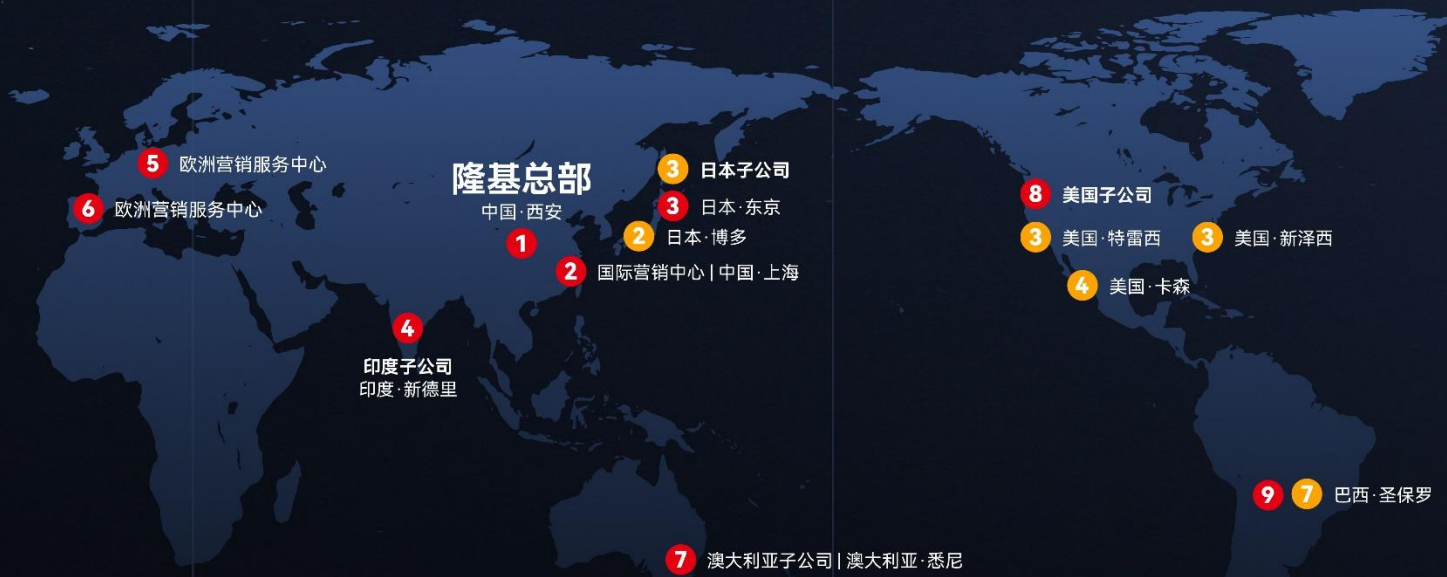 5 欧洲营销服务中心
6 欧洲营销服务中心
隆基总部
中国·西安
1
2 国际营销中心 | 中国·上海
3 日本子公司
3 日本·东京
2 日本·博多
4
印度子公司
印度·新德里
7 澳大利亚子公司 | 澳大利亚·悉尼
8 美国子公司
3 美国·特雷西
3 美国·新泽西
4 美国·卡森
9 7 巴西·圣保罗